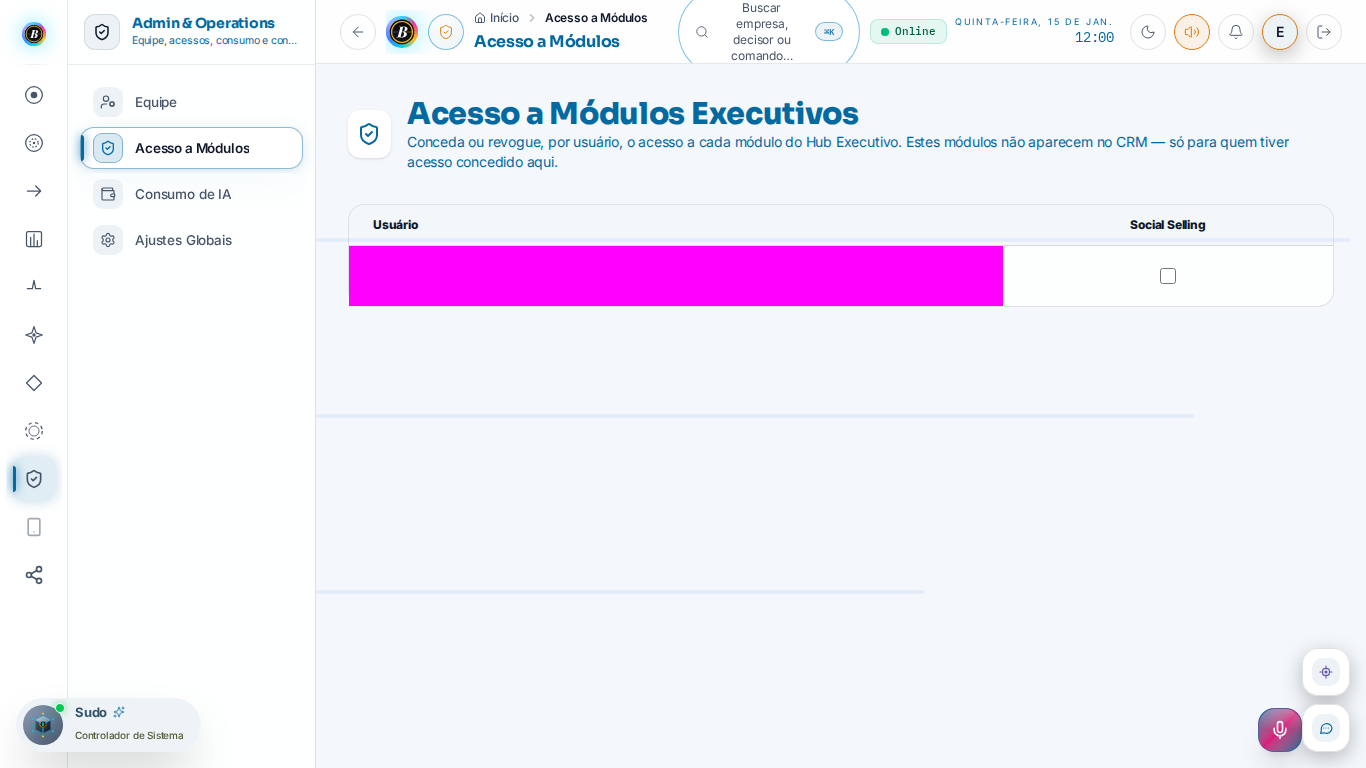 Admin & Operations
Equipe, acessos, consumo e con...
Equipe
Acesso a Módulos
Consumo de IA
Ajustes Globais
Sudo
Controlador de Sistema
Início
Acesso a Módulos
Acesso a Módulos
Buscar
empresa,
decisor ou
comando...
⌘K
Online
QUINTA-FEIRA, 15 DE JAN.
12:00
E
Acesso a Módulos Executivos
Conceda ou revogue, por usuário, o acesso a cada módulo do Hub Executivo. Estes módulos não aparecem no CRM — só para quem tiver
acesso concedido aqui.
Usuário
Social Selling